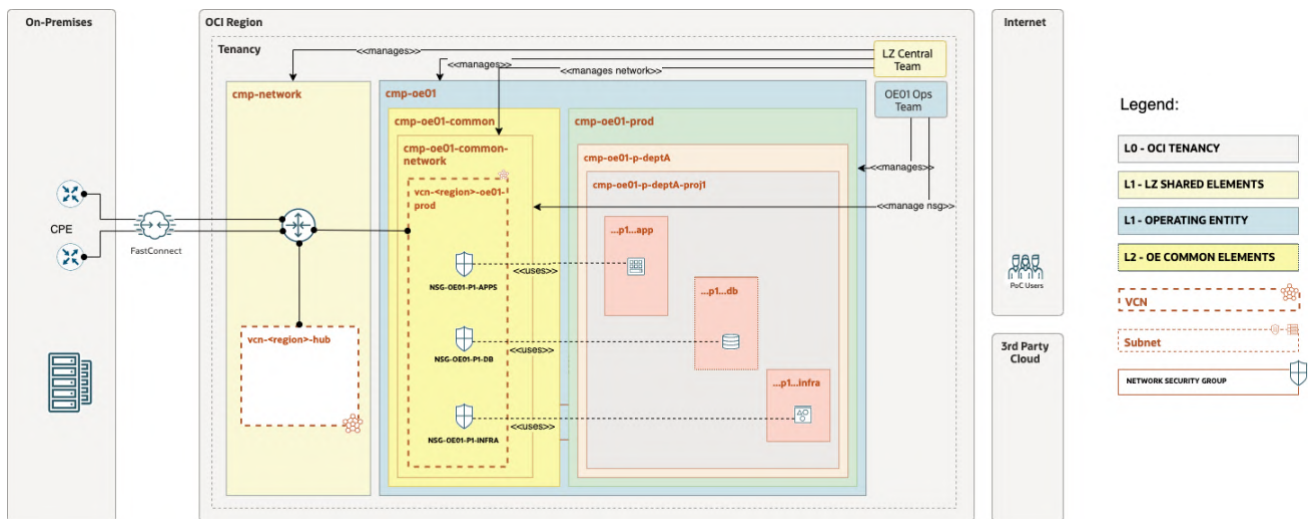 On-Premises
CPE
FastConnect
OCI Region
Tenancy
<<manages>>
<<manages>>
<<manages network>>
LZ Central
Team
OE01 Ops
Team
cmp-network
vcn-<region>-hub
cmp-oe01
cmp-oe01-common
cmp-oe01-common-
network
vcn-<region>-oe01-
prod
NSG-OE01-P1-APPS
NSG-OE01-P1-DB
NSG-OE01-P1-INFRA
<<uses>>
<<uses>>
<<uses>>
cmp-oe01-prod
cmp-oe01-p-deptA
cmp-oe01-p-deptA-proj1
...p1...app
...p1...db
...p1...infra
<<manages>>
<<manage nsg>>
Internet
PoC Users
3rd Party
Cloud
Legend:
L0 - OCI TENANCY
L1 - LZ SHARED ELEMENTS
L1 - OPERATING ENTITY
L2 - OE COMMON ELEMENTS
VCN
Subnet
NETWORK SECURITY GROUP